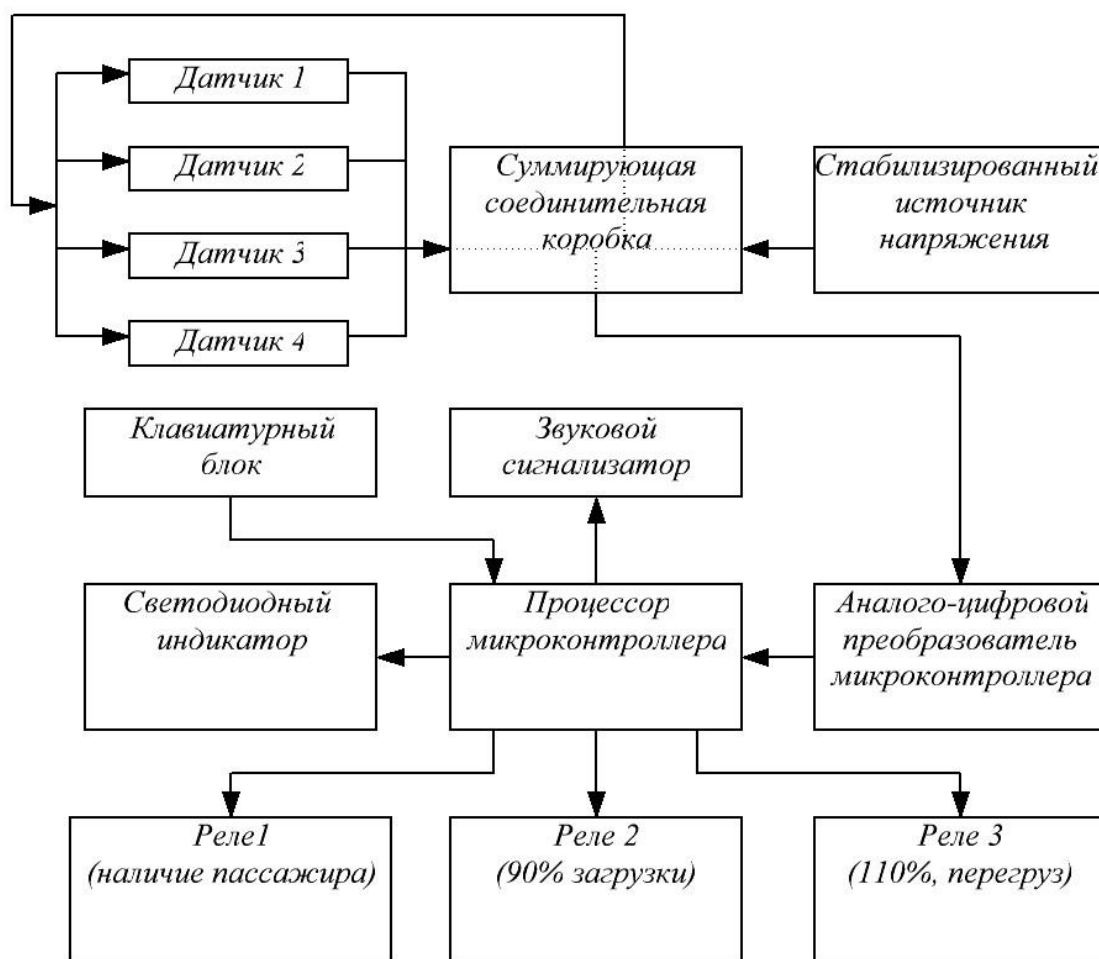 Датчик 1
Датчик 2
Датчик 3
Датчик 4
Суммирующая
соединительная
коробка
Стабилизированный
источник
напряжения
Клавиатурный
блок
Звуковой
сигнализатор
Светодиодный
индикатор
Процессор
микроконтроллера
Аналого-цифровой
преобразователь
микроконтроллера
Реле1
(наличие пассажира)
Реле 2
(90% загрузки)
Реле 3
(110%, перегруз)